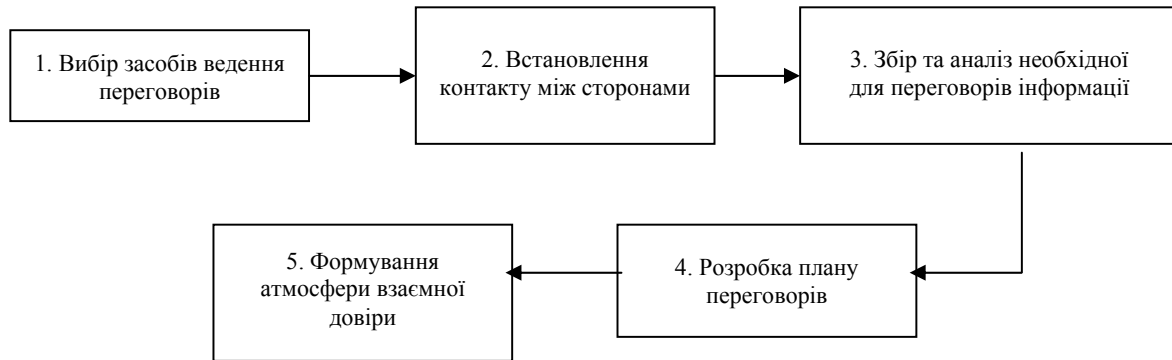 1. Вибір засобів ведення
переговорів
2. Встановлення
контакту між сторонами
3. Збір та аналіз необхідної
для переговорів інформації
4. Розробка плану
переговорів
5. Формування
атмосфери взаємної
довіри